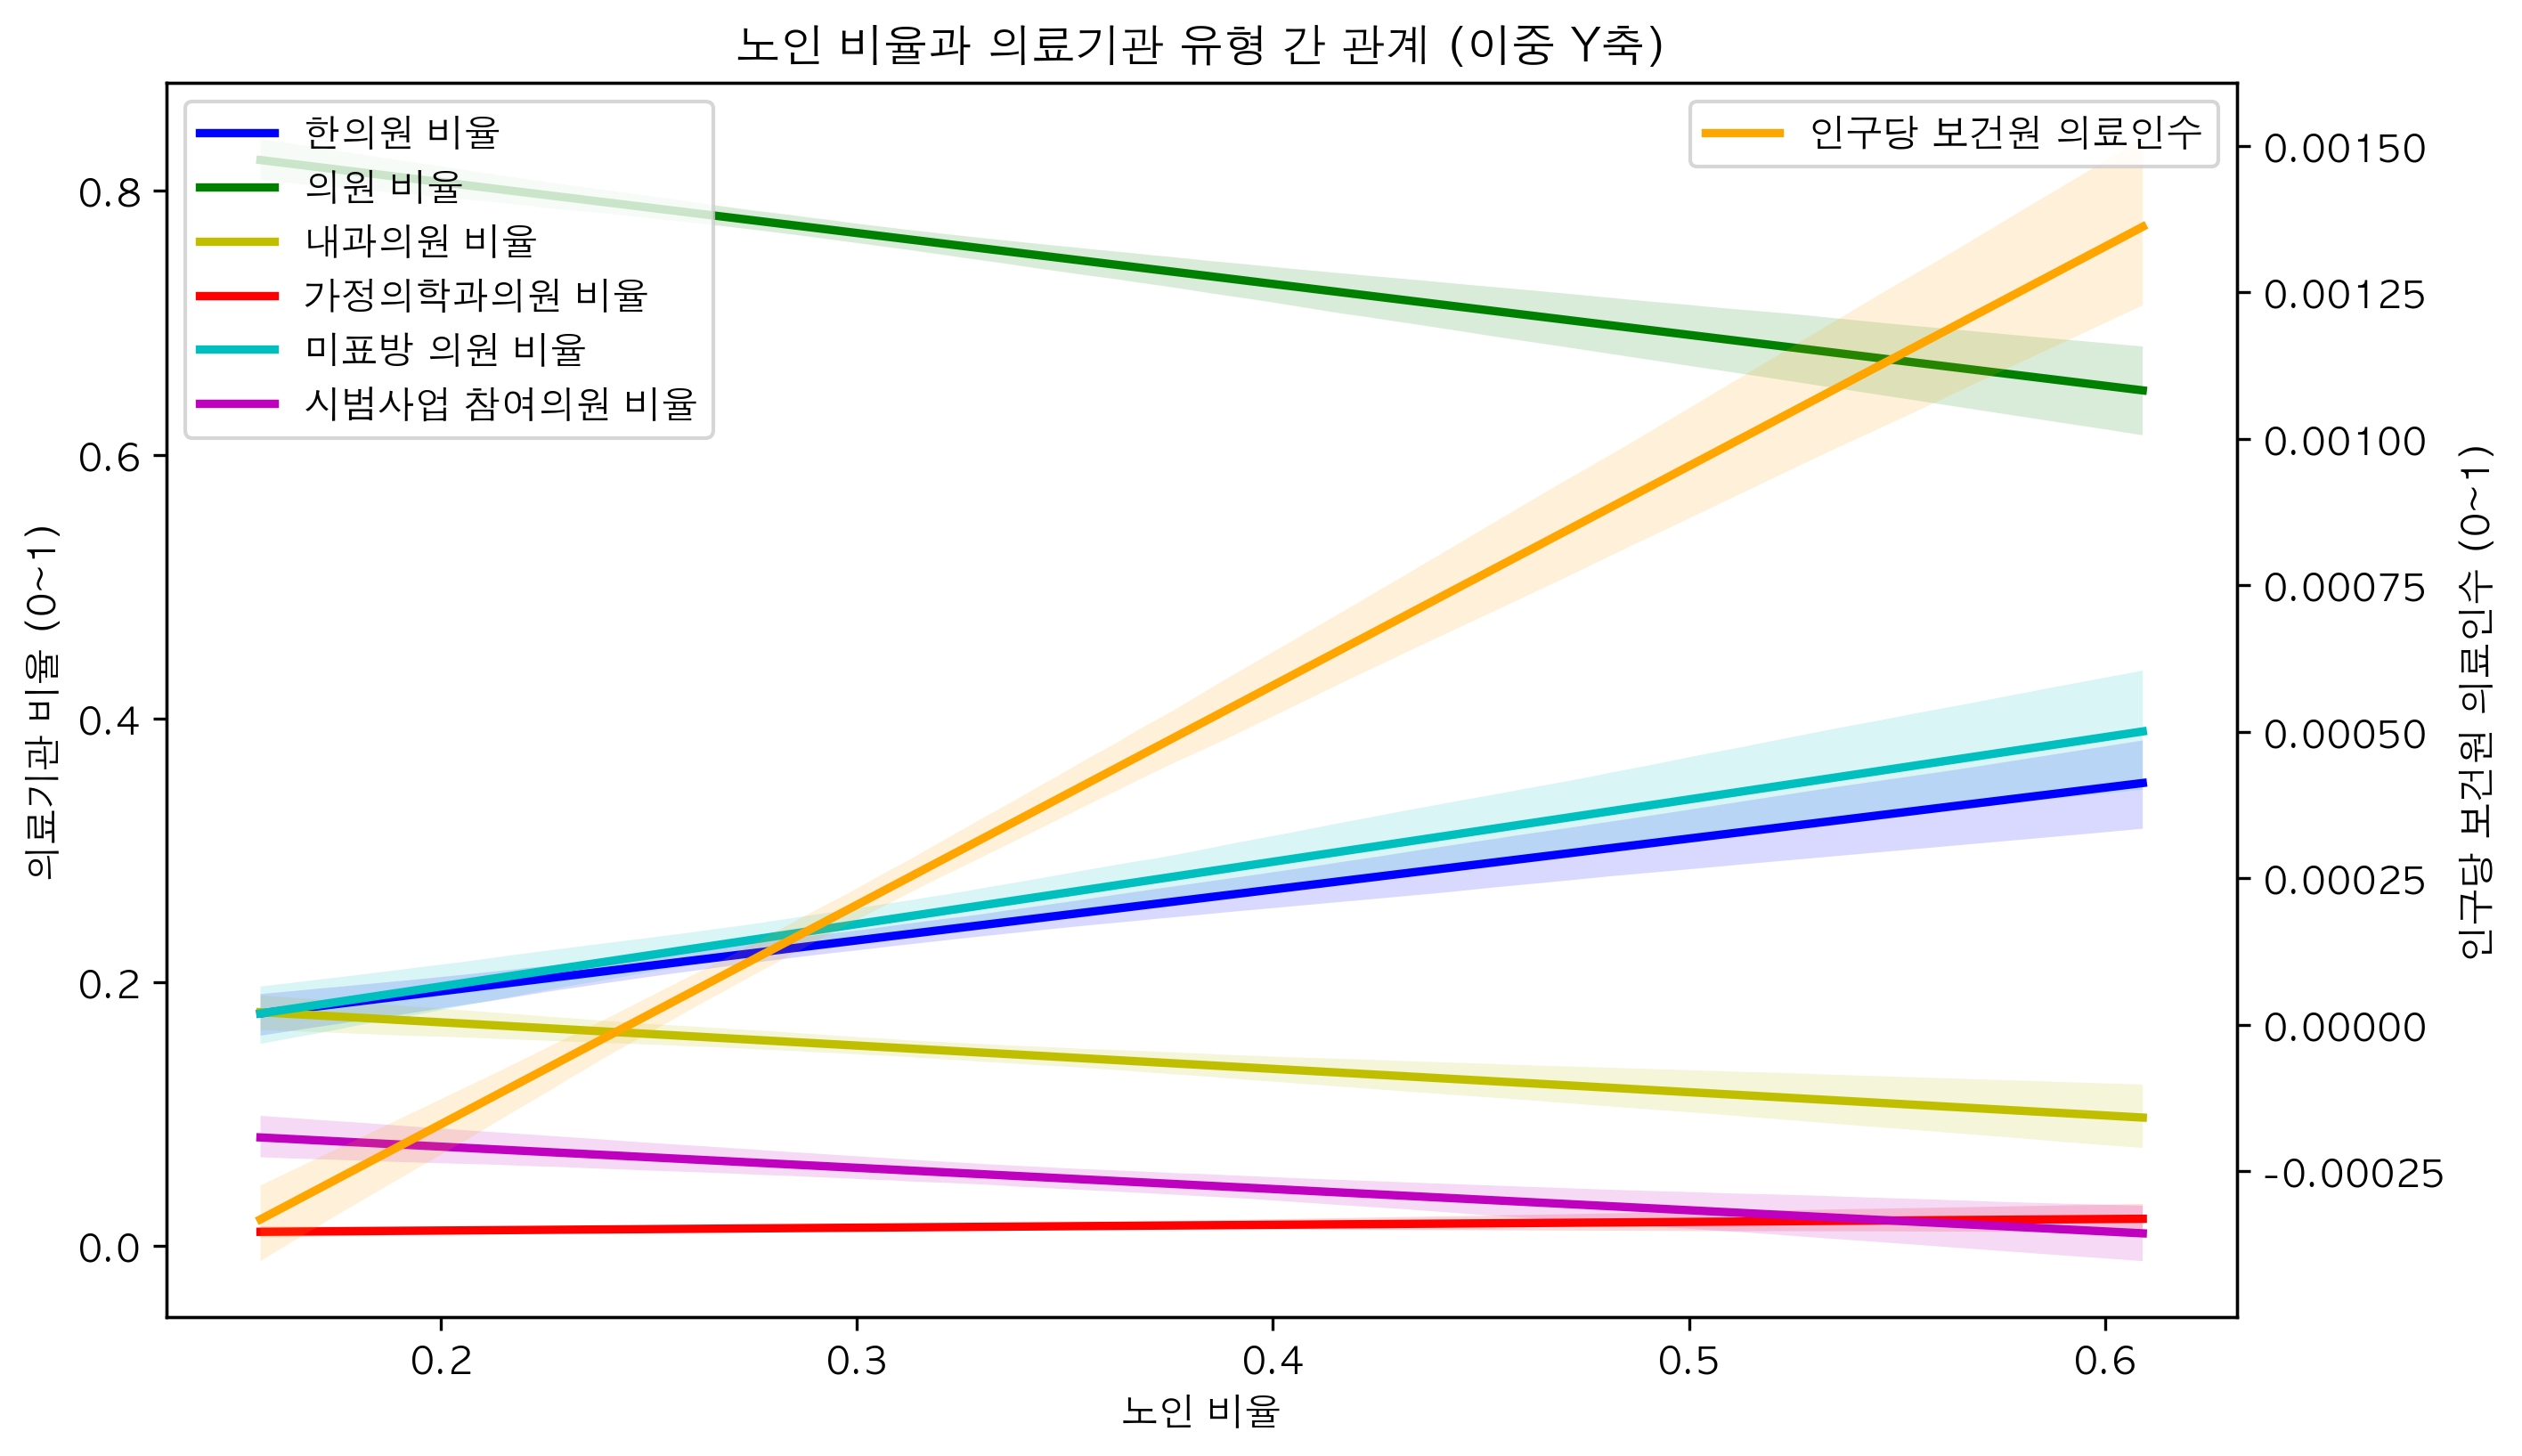 노인 비율과 의료기관 유형 간 관계 (이중 Y축)
한의원 비율
의원 비율
내과의원 비율
가정의학과의원 비율
미표방 의원 비율
시범사업 참여의원 비율
인구당 보건원 의료인수
의료기관 비율 (0~1)
0.8
0.6
0.4
0.2
0.0
0.00150
0.00125
0.00100
0.00075
0.00050
0.00025
0.00000
-0.00025
인구당 보건원 의료인수 (0~1)
0.2 0.3 0.4 0.5 0.6
노인 비율